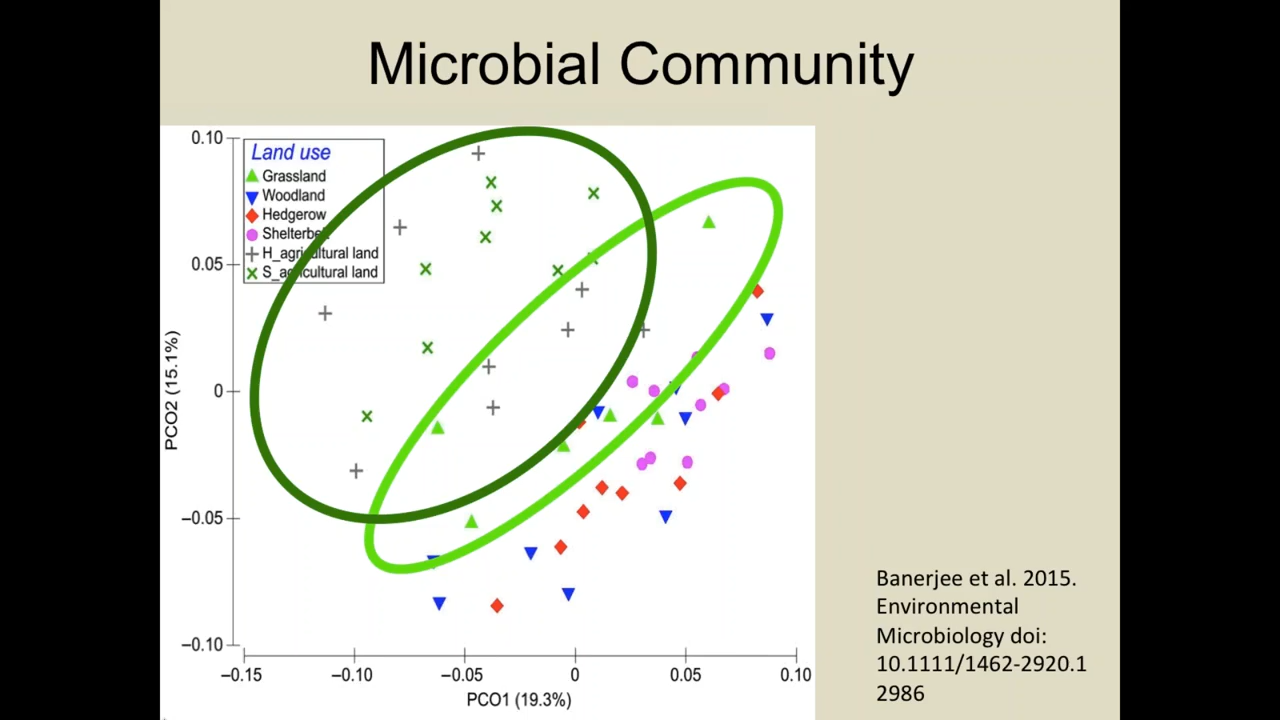 Microbial Community
Land use
Grassland
Woodland
Hedgerow
Shelterbelt
H_agricultural land
S_agricultural land
0.10
0.05
0
−0.05
−0.10
PCO2 (15.1%)
−0.15
−0.10
−0.05
0
0.05
0.10
PCO1 (19.3%)
Banerjee et al. 2015.
Environmental
Microbiology doi:
10.1111/1462-2920.1
2986